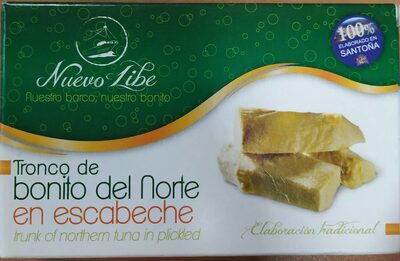 Nuevo Libe
Nuestro barco, nuestro bonito
100%
ELABORADO EN
SANTOÑA
Tronco de
bonito del Norte
en escabeche
trunk of northern tuna in plickled
Elaboración tradicional